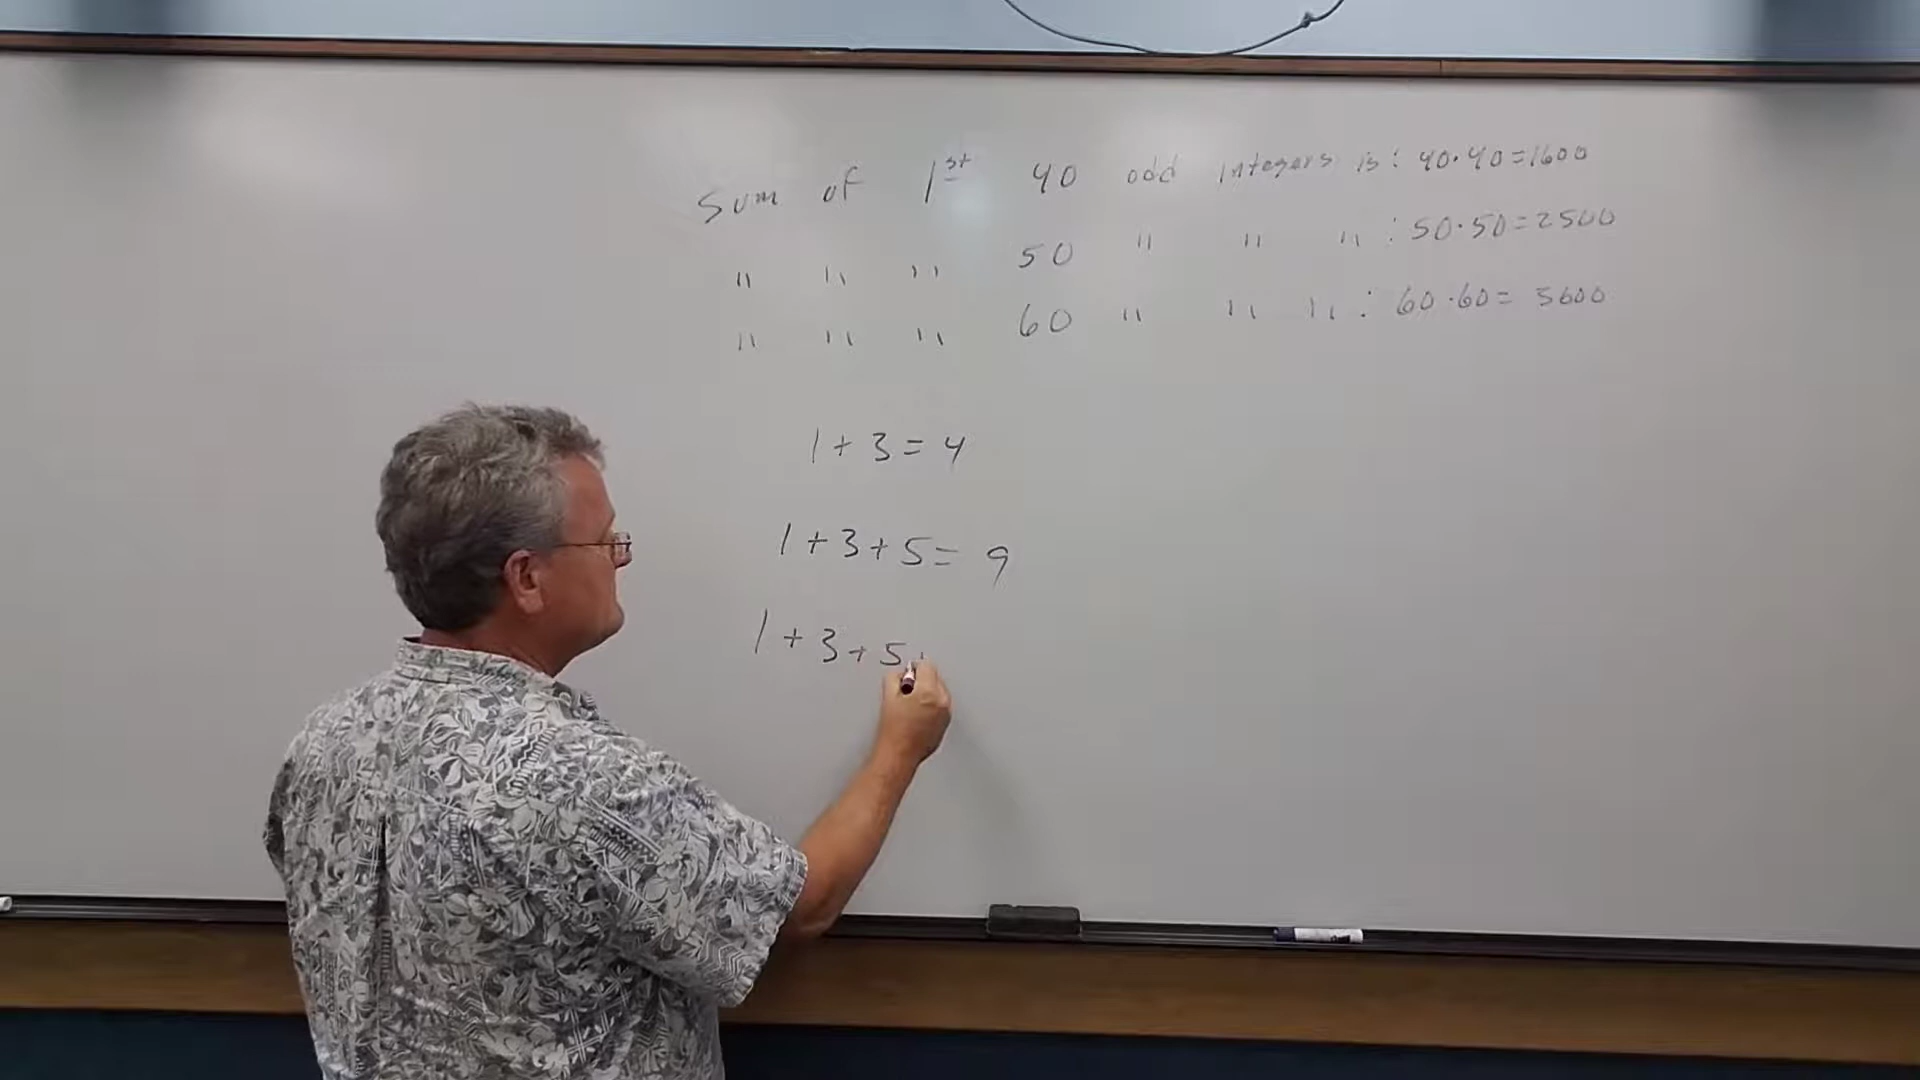 Sum of 1st 40 odd integers is: 40·40=1600
" " " 50 " " " : 50·50=2500
" " " 60 " " " : 60·60= 3600
1+3=4
1+3+5= 9
1+3+5+